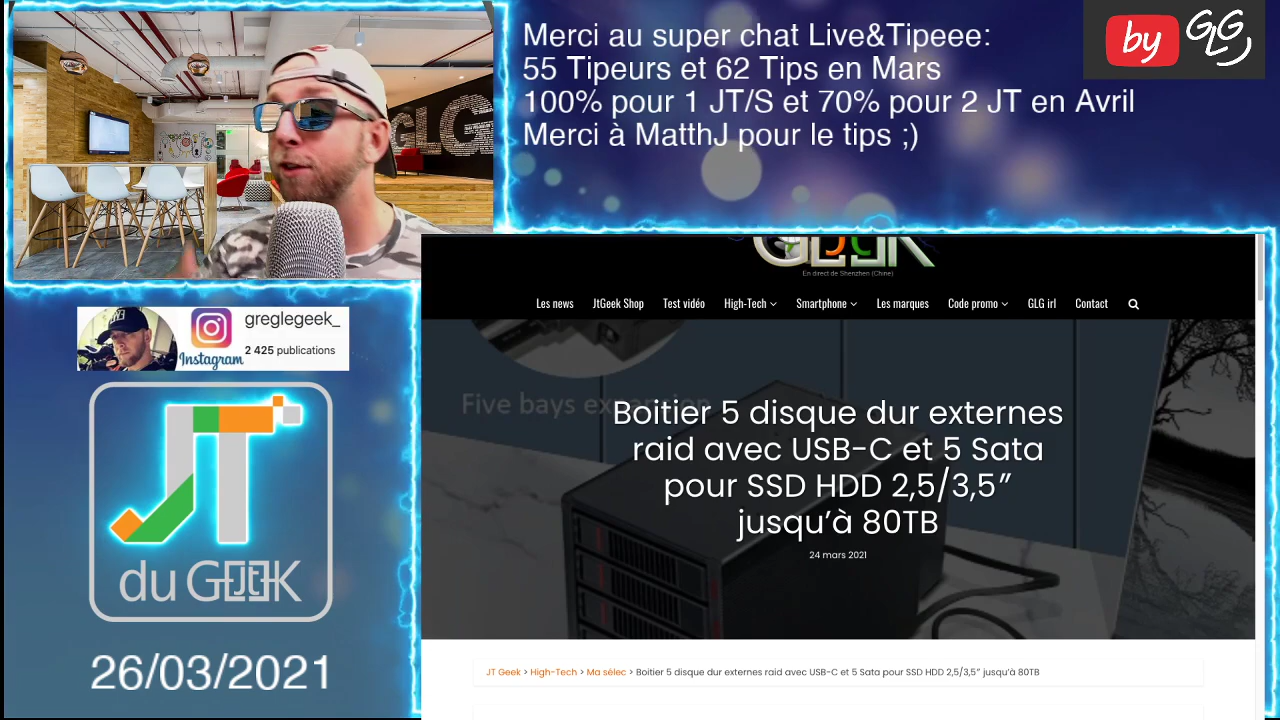 Merci au super chat Live&Tipeee:
55 Tipeurs et 62 Tips en Mars
100% pour 1 JT/S et 70% pour 2 JT en Avril
Merci à MatthJ pour le tips ;)
by GLG
GLG
greglegeek_
Instagram
2 425 publications
JT
du GEEK
26/03/2021
GEEK
En direct de Shenzhen (Chine)
Les news JtGeek Shop Test vidéo High-Tech Smartphone Les marques Code promo GLG irl Contact
Five bays expansion
Boitier 5 disque dur externes
raid avec USB-C et 5 Sata
pour SSD HDD 2,5/3,5″
jusqu’à 80TB
24 mars 2021
JT Geek > High-Tech > Ma sélec > Boitier 5 disque dur externes raid avec USB-C et 5 Sata pour SSD HDD 2,5/3,5″ jusqu’à 80TB